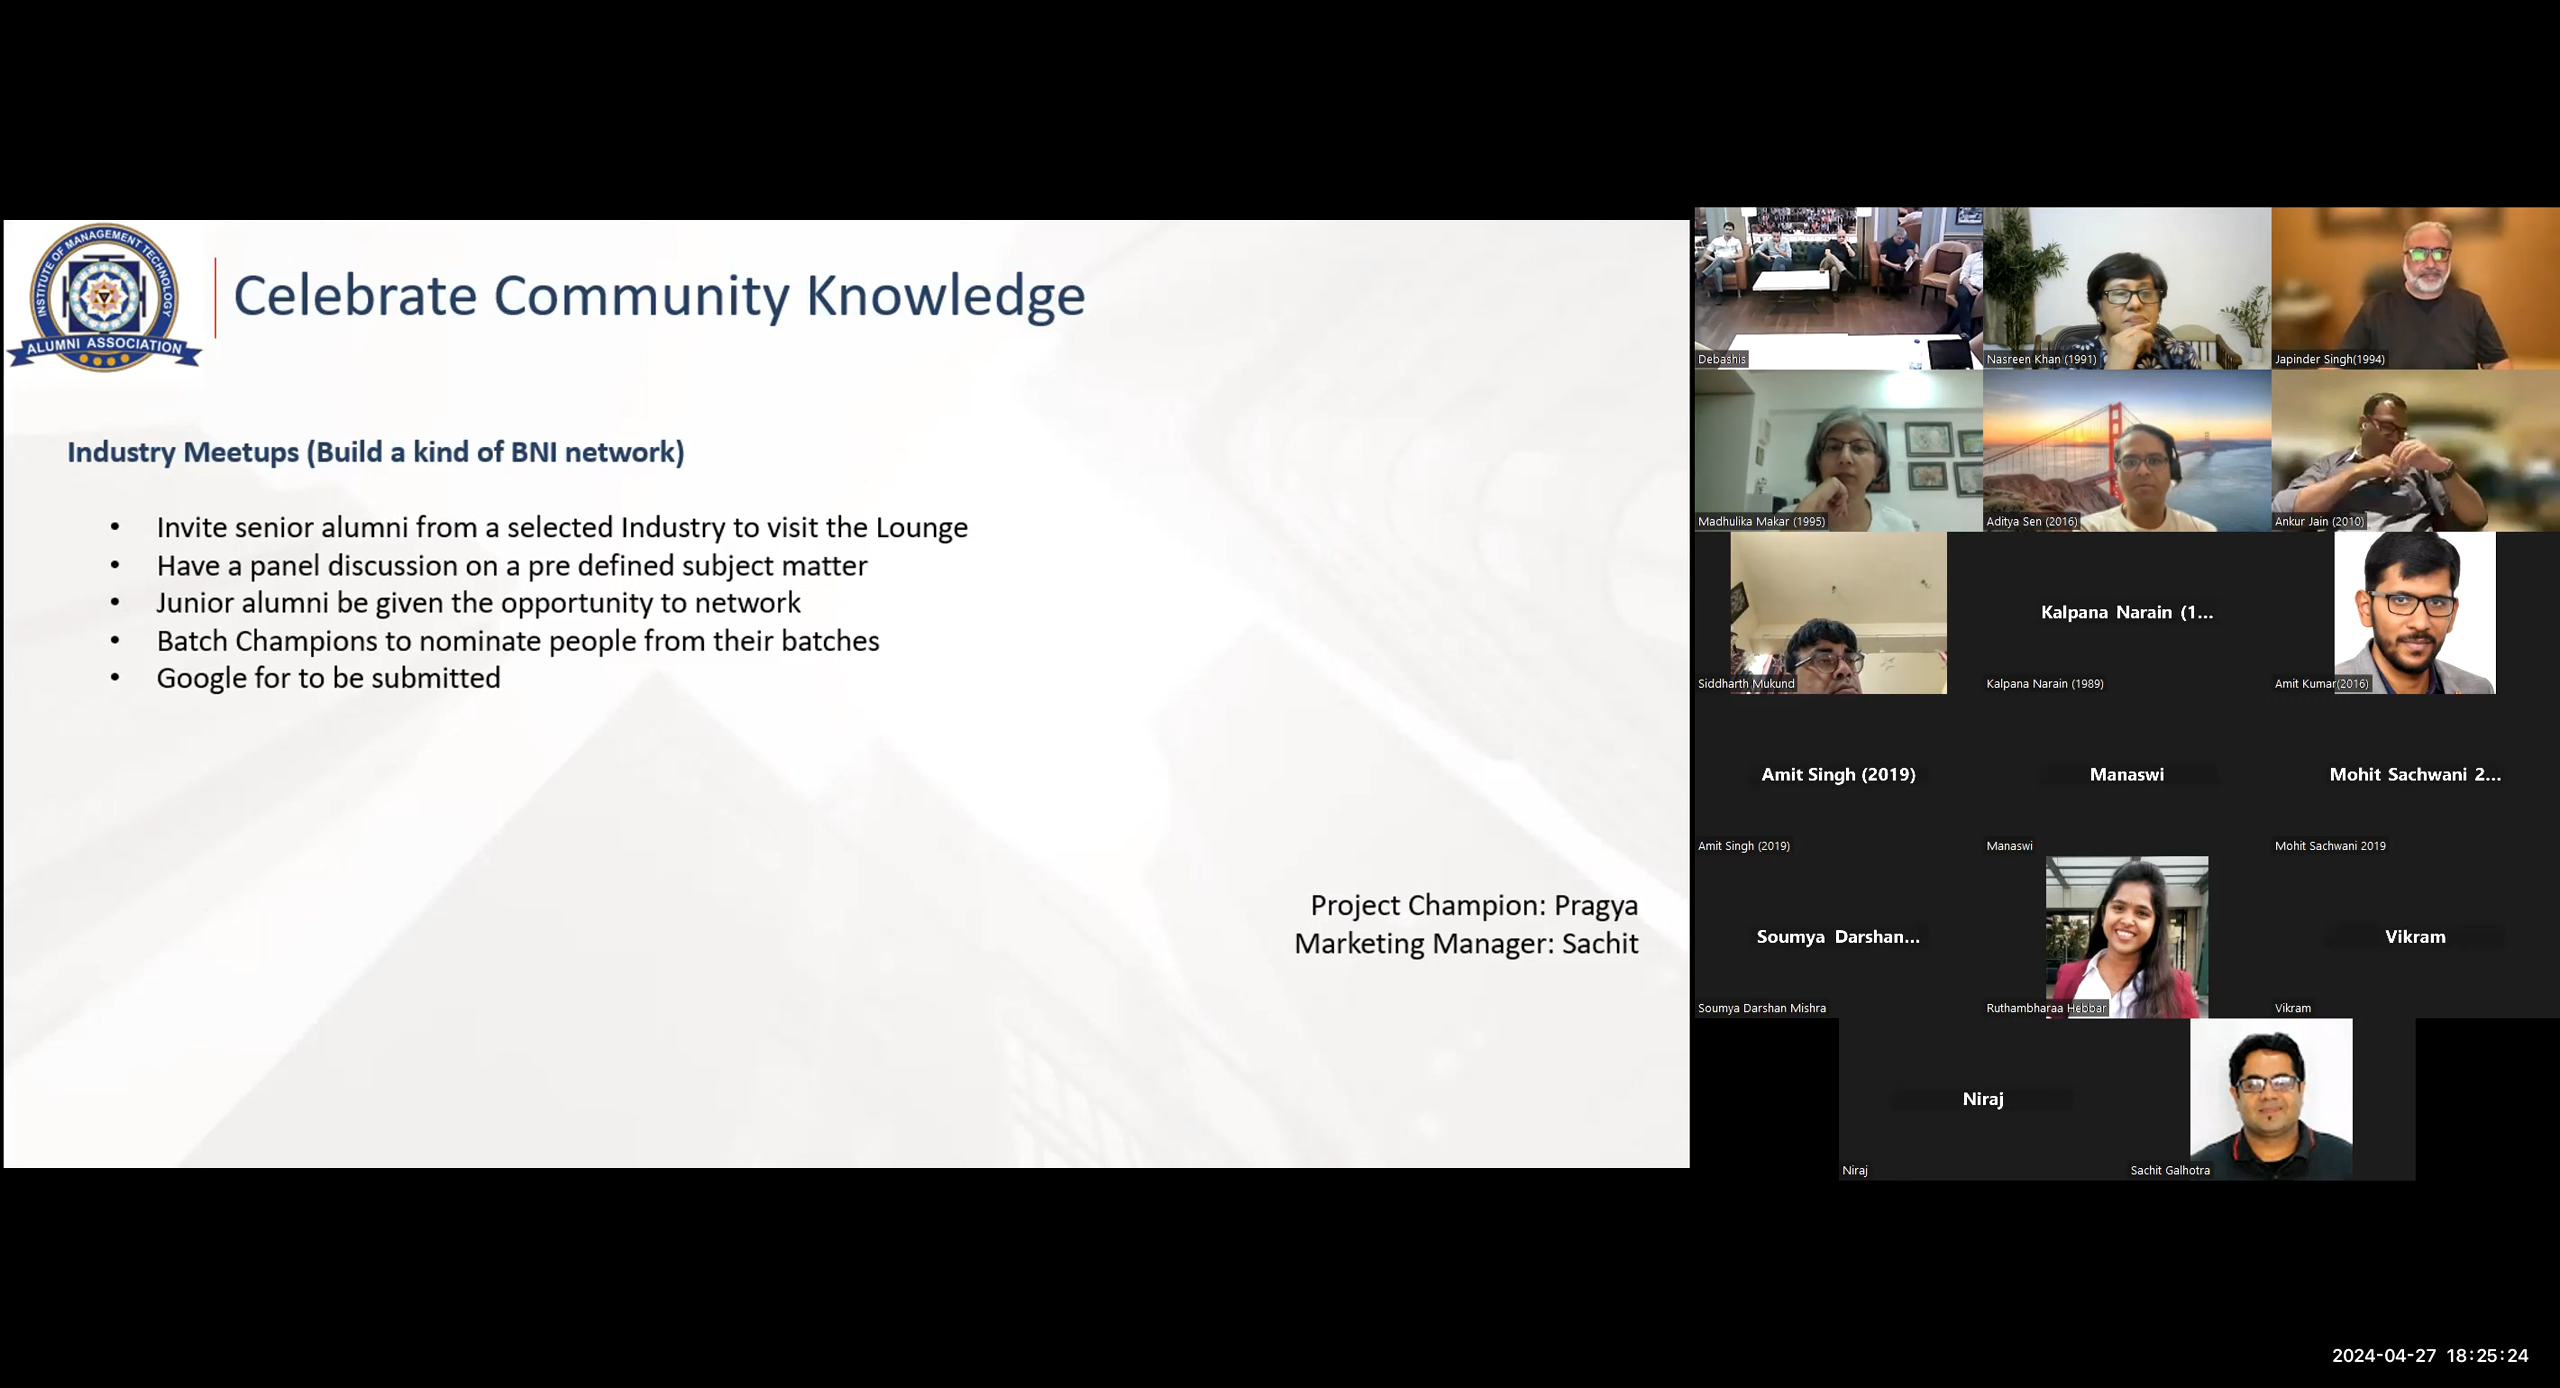 INSTITUTE OF MANAGEMENT TECHNOLOGY
ALUMNI ASSOCIATION
Celebrate Community Knowledge
Industry Meetups (Build a kind of BNI network)
• Invite senior alumni from a selected Industry to visit the Lounge
• Have a panel discussion on a pre defined subject matter
• Junior alumni be given the opportunity to network
• Batch Champions to nominate people from their batches
• Google for to be submitted
Project Champion: Pragya
Marketing Manager: Sachit
Debashis
Nasreen Khan (1991)
Japinder Singh(1994)
Madhulika Makar (1995)
Aditya Sen (2016)
Ankur Jain (2010)
Siddharth Mukund
Kalpana Narain (1...
Kalpana Narain (1989)
Amit Kumar(2016)
Amit Singh (2019)
Amit Singh (2019)
Manaswi
Manaswi
Mohit Sachwani 2...
Mohit Sachwani 2019
Soumya Darshan...
Soumya Darshan Mishra
Ruthambharaa Hebbar
Vikram
Vikram
Niraj
Niraj
Sachit Galhotra
2024-04-27 18:25:24